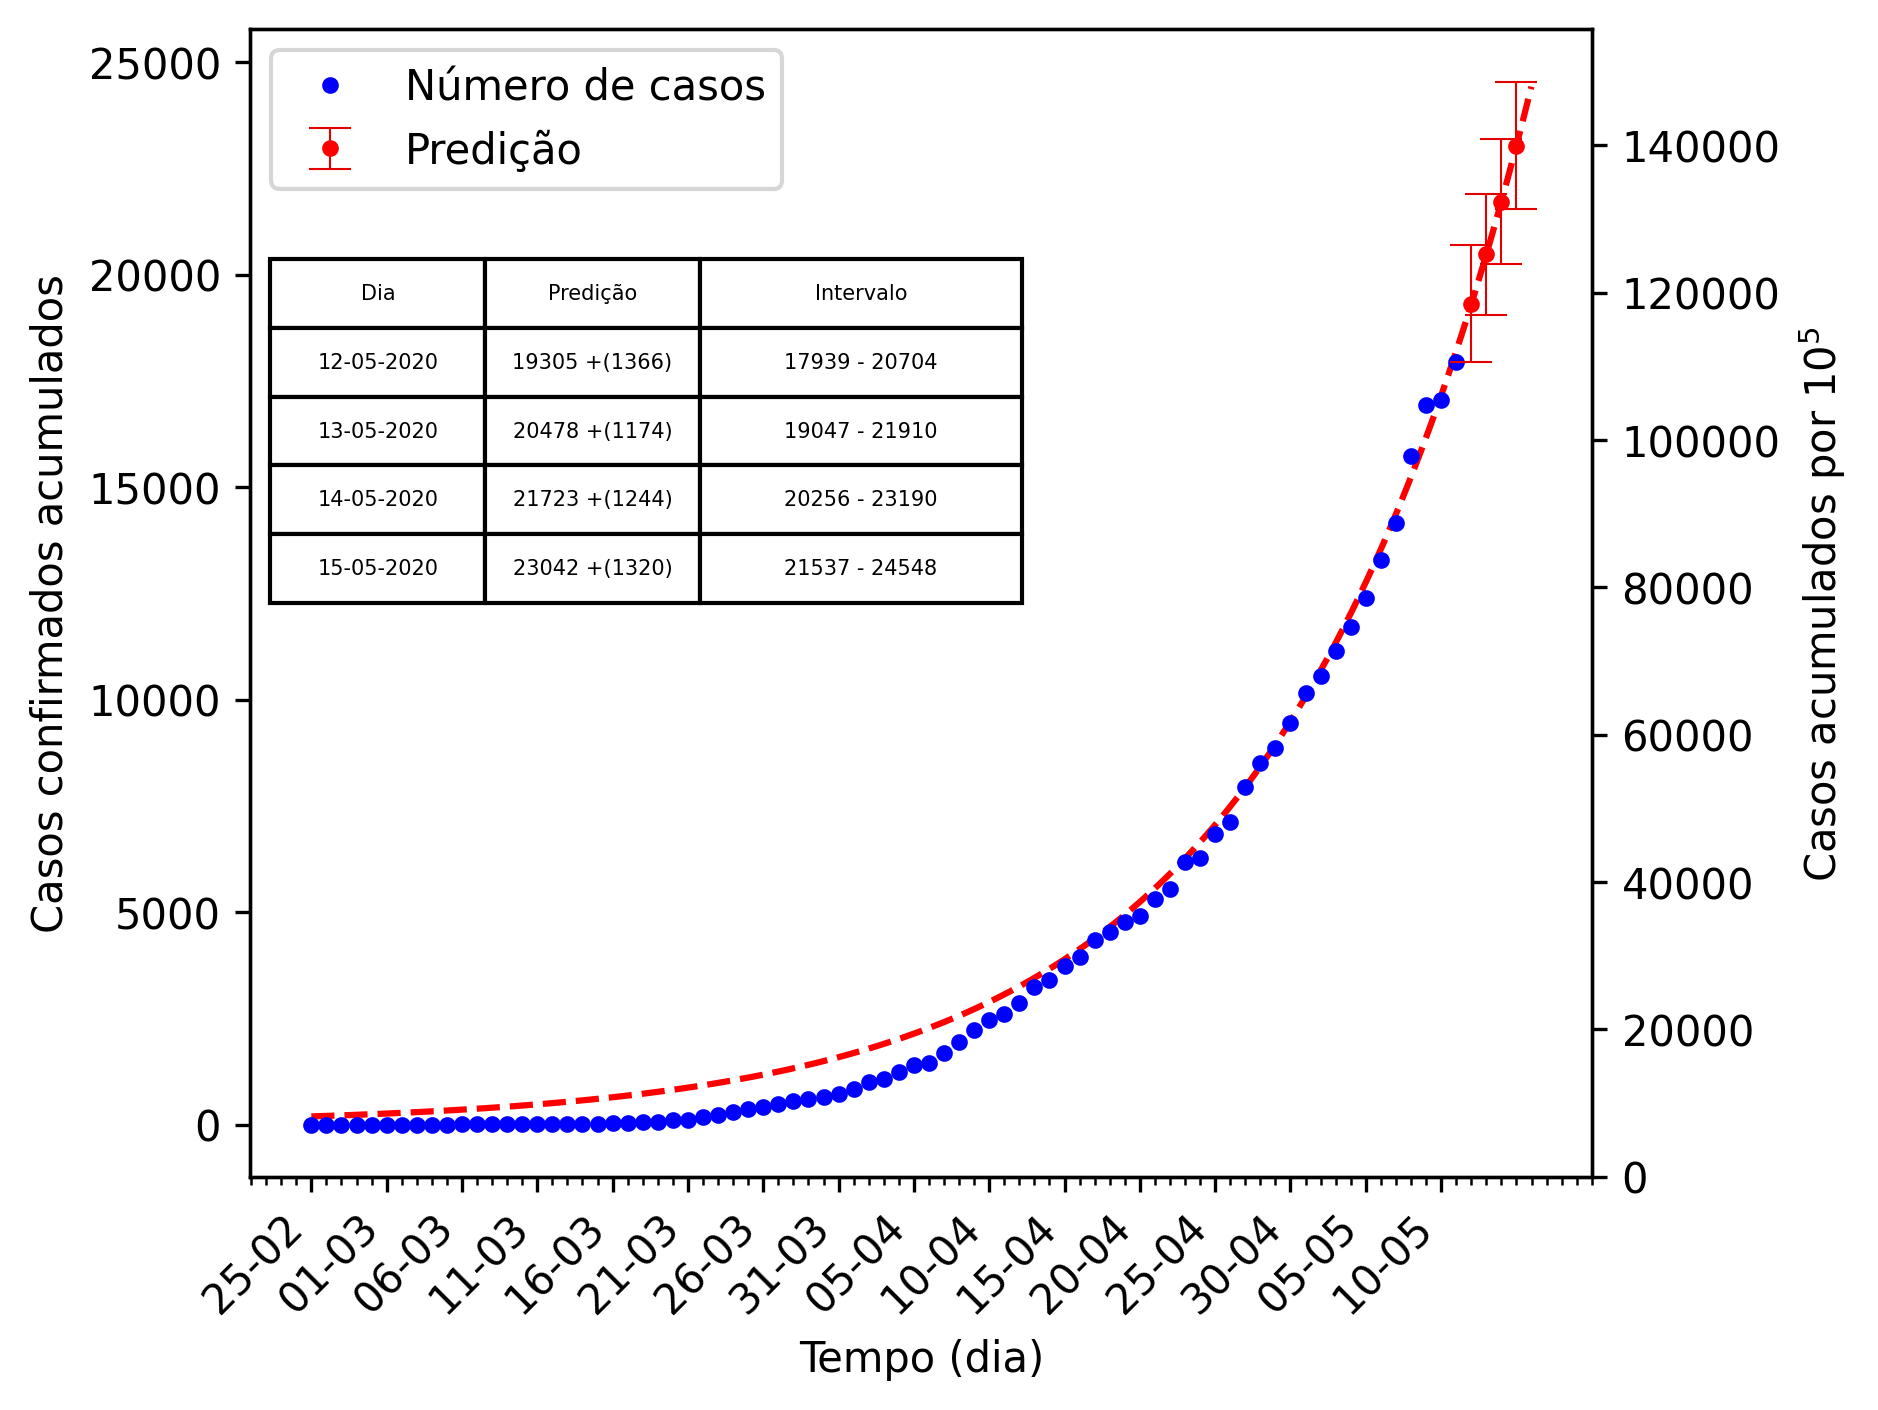 Número de casos
Predição
Casos confirmados acumulados
25000
20000
15000
10000
5000
0
Dia Predição Intervalo
12-05-2020 19305 +(1366) 17939 - 20704
13-05-2020 20478 +(1174) 19047 - 21910
14-05-2020 21723 +(1244) 20256 - 23190
15-05-2020 23042 +(1320) 21537 - 24548
140000
120000
100000
80000
60000
40000
20000
0
Casos acumulados por 10⁵
25-02 01-03 06-03 11-03 16-03 21-03 26-03 31-03 05-04 10-04 15-04 20-04 25-04 30-04 05-05 10-05
Tempo (dia)